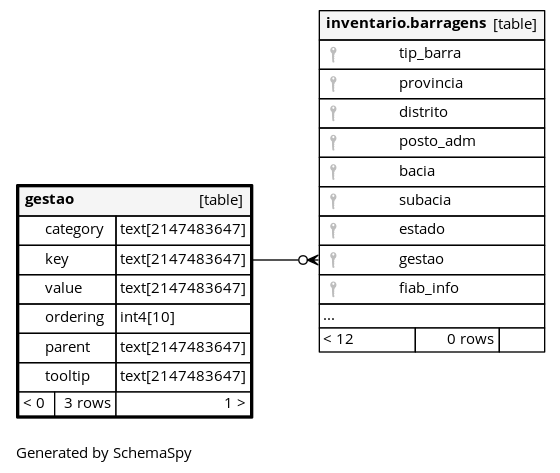 inventario.barragens [table]
tip_barra
provincia
distrito
posto_adm
bacia
subacia
estado
gestao
fiab_info
...
< 12 0 rows
gestao [table]
category text[2147483647]
key text[2147483647]
value text[2147483647]
ordering int4[10]
parent text[2147483647]
tooltip text[2147483647]
< 0 3 rows 1 >
Generated by SchemaSpy